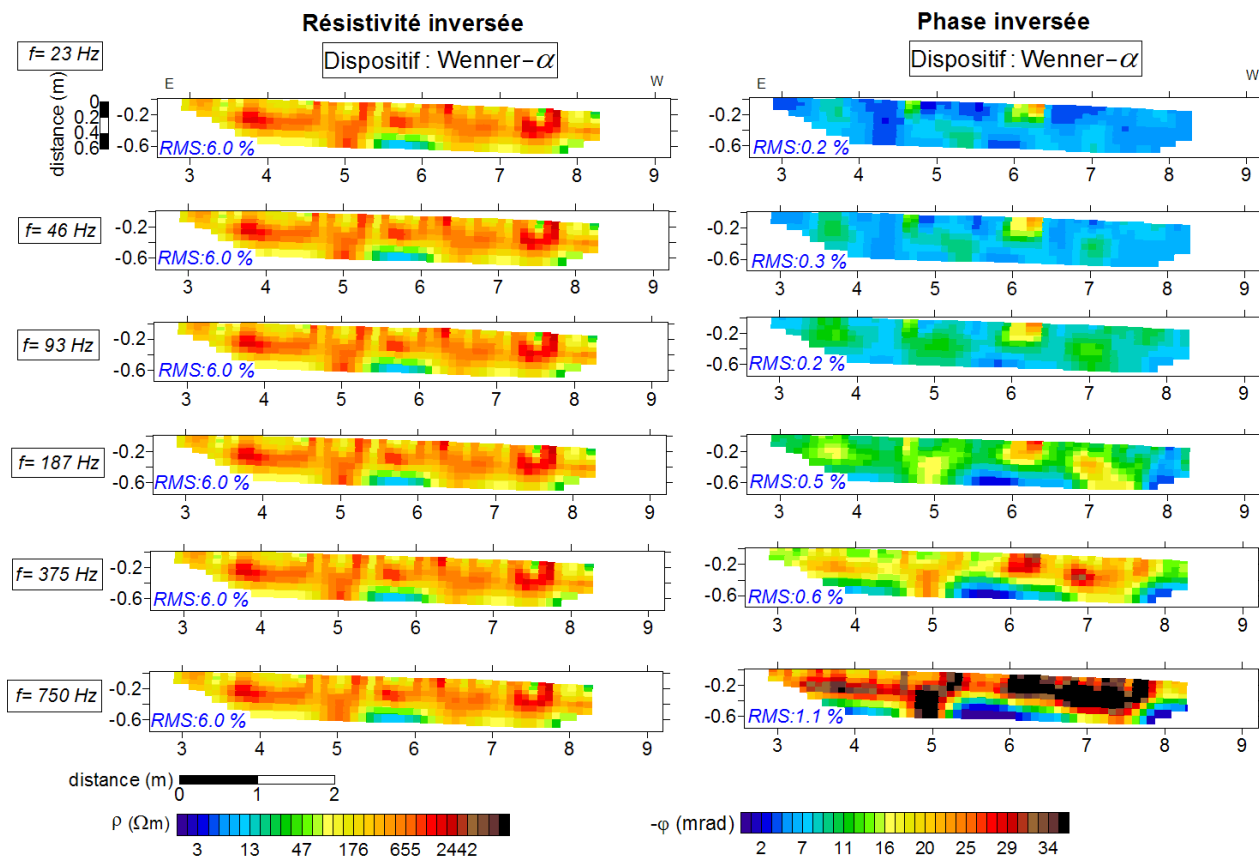 Résistivité inversée
Phase inversée
f= 23 Hz
Dispositif : Wenner-α
Dispositif : Wenner-α
E W
E W
distance (m)
0
0.2
0.4
0.6
-0.2
-0.6
RMS:6.0 %
3 4 5 6 7 8 9
-0.2
-0.6
RMS:0.2 %
3 4 5 6 7 8 9
f= 46 Hz
-0.2
-0.6
RMS:6.0 %
3 4 5 6 7 8 9
-0.2
-0.6
RMS:0.3 %
3 4 5 6 7 8 9
f= 93 Hz
-0.2
-0.6
RMS:6.0 %
3 4 5 6 7 8 9
-0.2
-0.6
RMS:0.2 %
3 4 5 6 7 8 9
f= 187 Hz
-0.2
-0.6
RMS:6.0 %
3 4 5 6 7 8 9
-0.2
-0.6
RMS:0.5 %
3 4 5 6 7 8 9
f= 375 Hz
-0.2
-0.6
RMS:6.0 %
3 4 5 6 7 8 9
-0.2
-0.6
RMS:0.6 %
3 4 5 6 7 8 9
f= 750 Hz
-0.2
-0.6
RMS:6.0 %
3 4 5 6 7 8 9
-0.2
-0.6
RMS:1.1 %
3 4 5 6 7 8 9
distance (m)
0 1 2
ρ (Ωm)
3 13 47 176 655 2442
-φ (mrad)
2 7 11 16 20 25 29 34